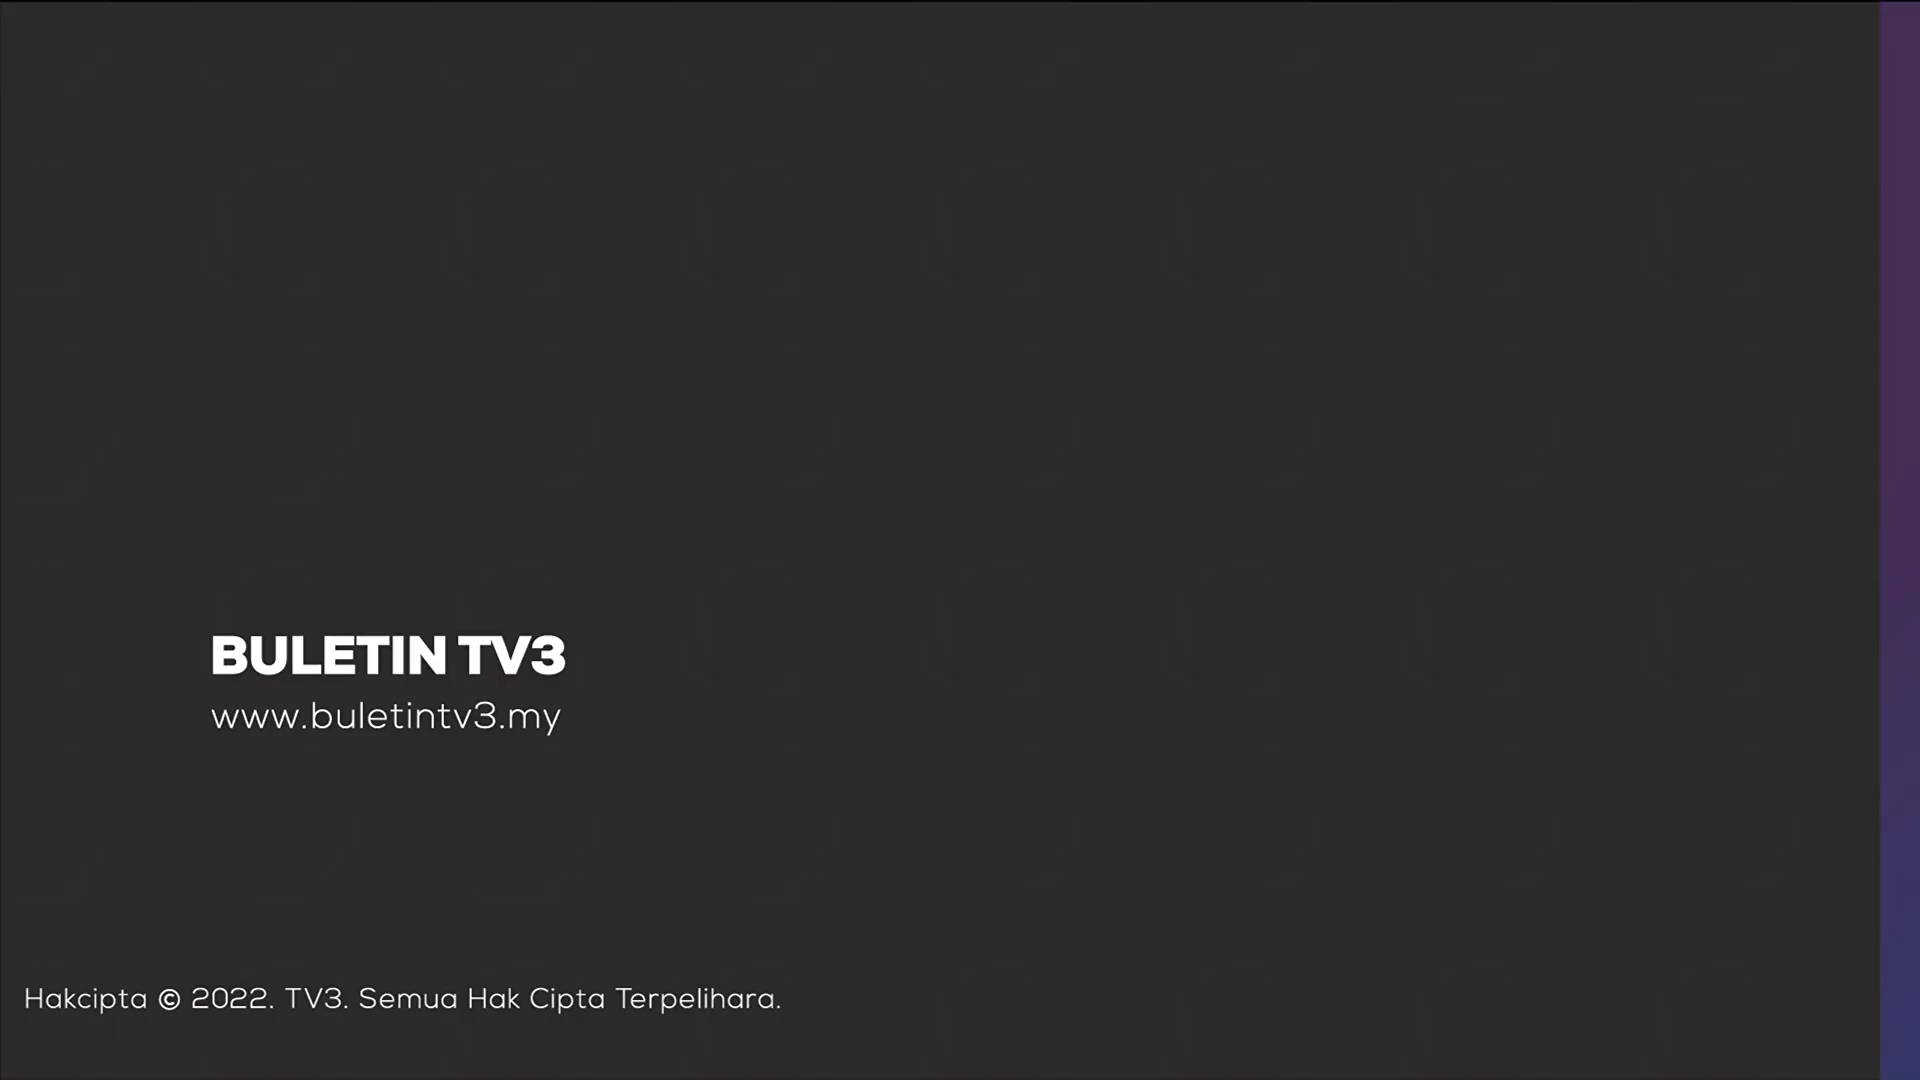 BULETIN TV3
www.buletintv3.my
Hakcipta © 2022. TV3. Semua Hak Cipta Terpelihara.